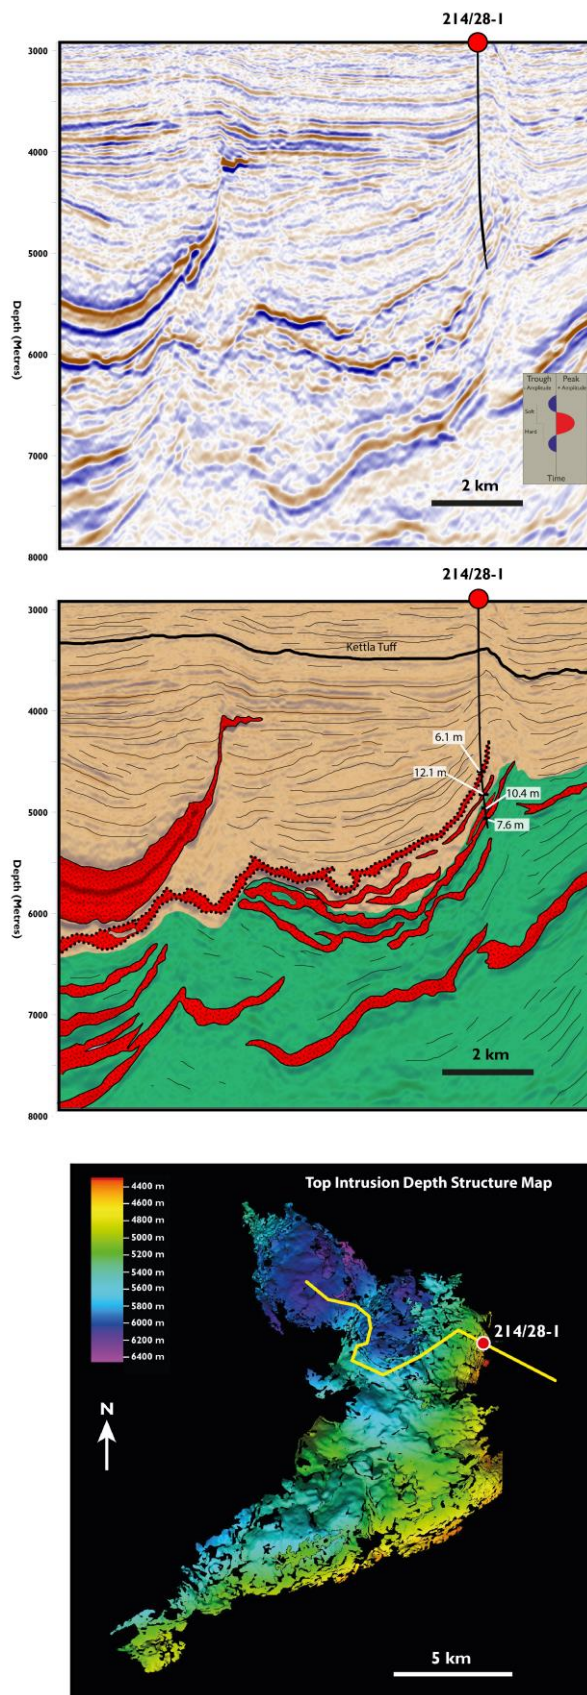 214/28-1
3000
4000
5000
6000
7000
8000
Depth (Metres)
Trough
Peak
- Amplitude
+ Amplitude
Soft
Hard
Time
2 km
214/28-1
3000
4000
5000
6000
7000
8000
Depth (Metres)
Kettla Tuff
6.1 m
12.1 m
10.4 m
7.6 m
2 km
Top Intrusion Depth Structure Map
4400 m
4600 m
4800 m
5000 m
5200 m
5400 m
5600 m
5800 m
6000 m
6200 m
6400 m
214/28-1
N
5 km